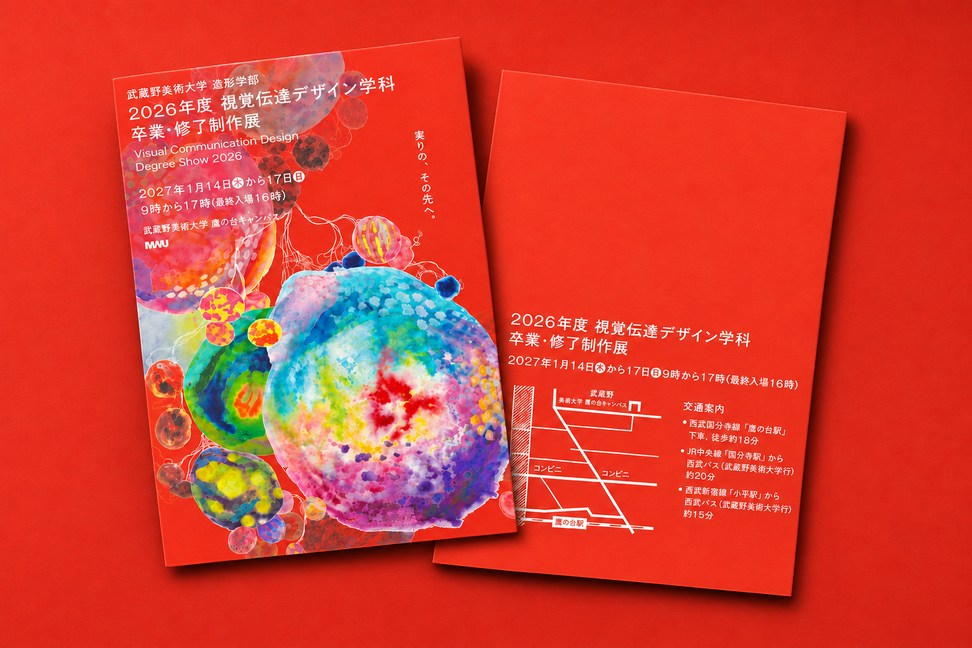 武蔵野美術大学 造形学部
2026年度 視覚伝達デザイン学科
卒業・修了制作展
Visual Communication Design
Degree Show 2026
2027年1月14日木から17日日
9時から17時(最終入場16時)
武蔵野美術大学 鷹の台キャンパス
MAU
実りの、その先へ。
2026年度 視覚伝達デザイン学科
卒業・修了制作展
2027年1月14日木から17日日9時から17時(最終入場16時)
武蔵野
美術大学 鷹の台キャンパス
コンビニ
コンビニ
鷹の台駅
交通案内
•西武国分寺線「鷹の台駅」
下車、徒歩約18分
•JR中央線「国分寺駅」から
西武バス(武蔵野美術大学行)
約20分
•西武新宿線「小平駅」から
西武バス(武蔵野美術大学行)
約15分